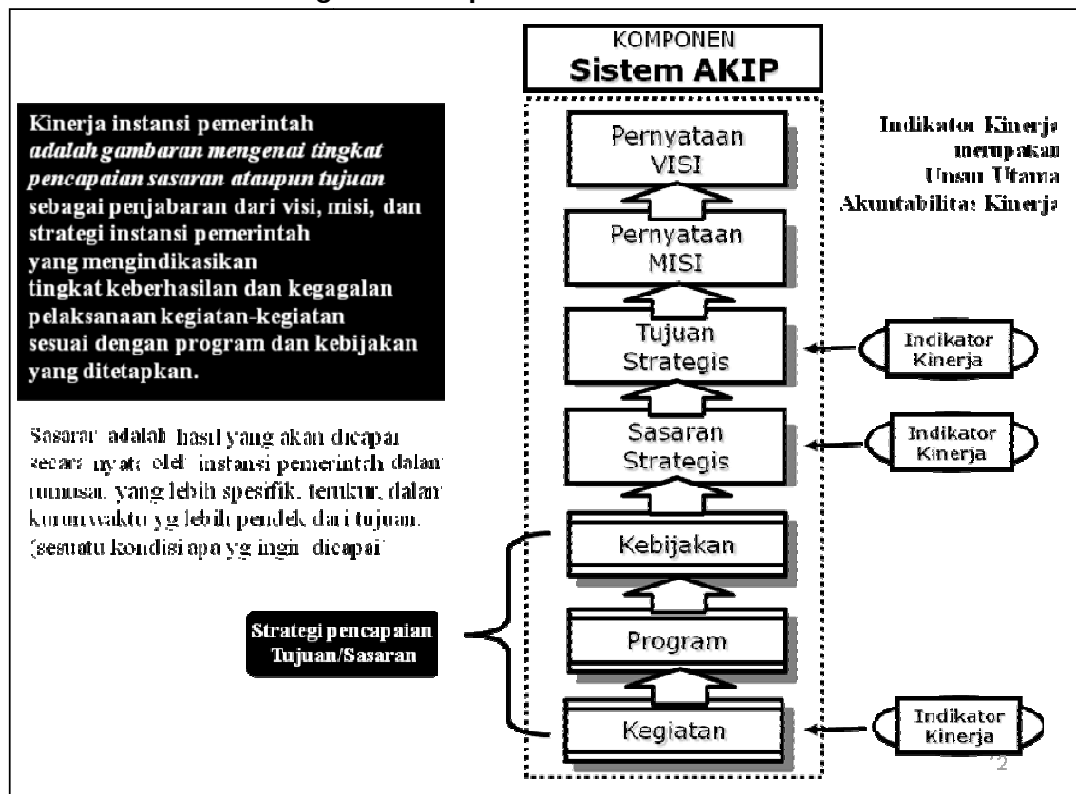 KOMPONEN
Sistem AKIP
Kinerja instansi pemerintah
adalah gambaran mengenai tingkat
pencapaian sasaran ataupun tujuan
sebagai penjabaran dari visi, misi, dan
strategi instansi pemerintah
yang mengindikasikan
tingkat keberhasilan dan kegagalan
pelaksanaan kegiatan-kegiatan
sesuai dengan program dan kebijakan
yang ditetapkan.
Sasaran adalah hasil yang akan dicapai
secara nyata oleh instansi pemerintah dalam
rumusan yang lebih spesifik, terukur, dalam
kurun waktu yg lebih pendek dari tujuan.
(sesuatu kondisi apa yg ingin dicapai
Strategi pencapaian
Tujuan/Sasaran
Pernyataan
VISI
Pernyataan
MISI
Tujuan
Strategis
Sasaran
Strategis
Kebijakan
Program
Kegiatan
Indikator Kinerja
merupakan
Unsur Utama
Akuntabilitas Kinerja
Indikator
Kinerja
Indikator
Kinerja
Indikator
Kinerja